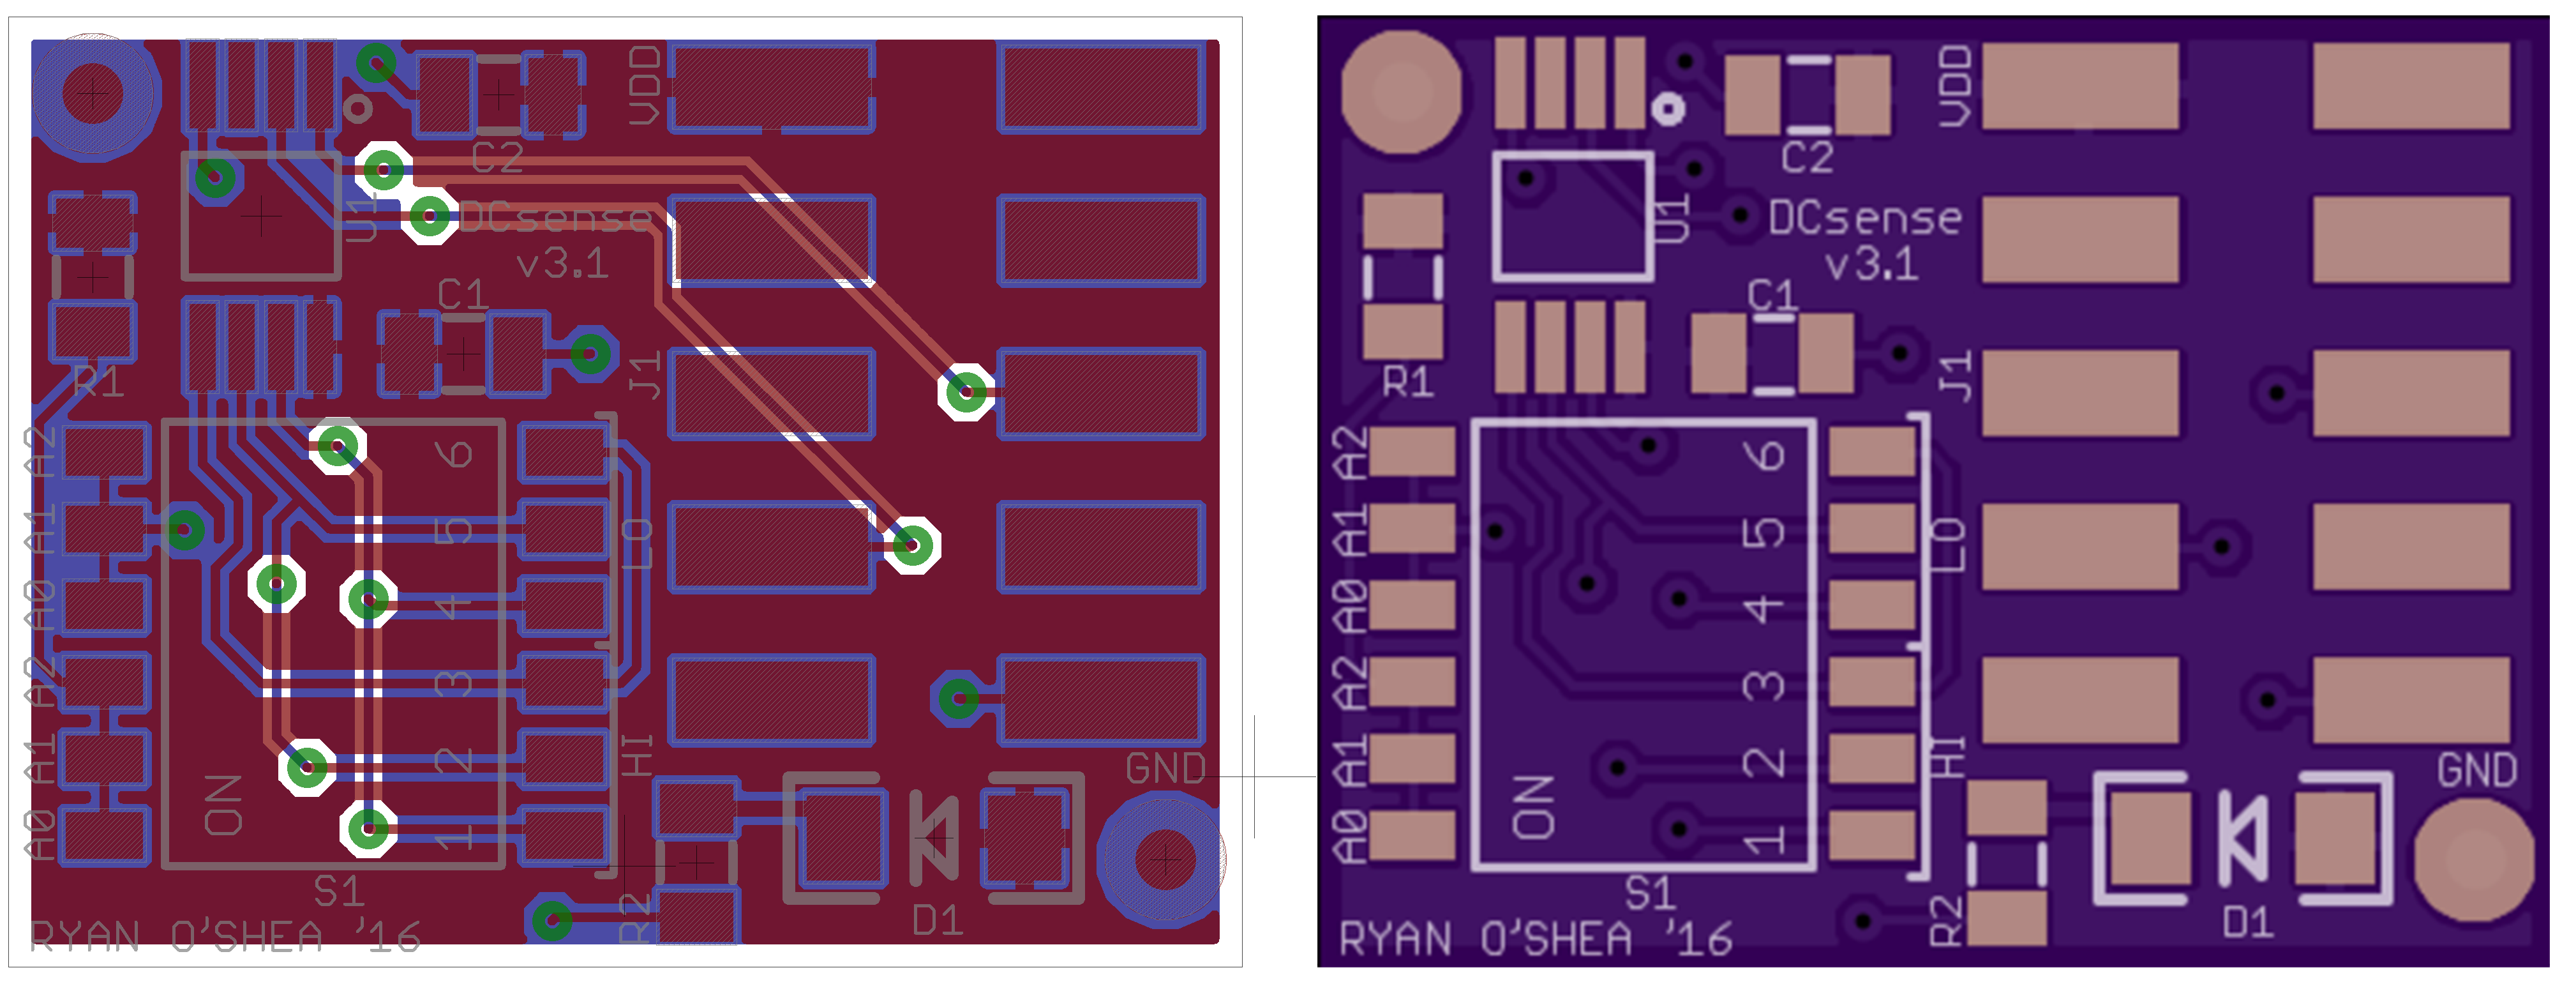 VDD
C2
U1
DCsense
v3.1
C1
J1
R1
A2
6
A1
5
LO
A0
4
A2
3
A1
2
HI
GND
ON
A0
1
S1
R2
D1
RYAN O'SHEA '16
VDD
C2
U1
DCsense
v3.1
C1
J1
R1
A2
6
A1
5
LO
A0
4
A2
3
A1
2
HI
GND
ON
A0
1
S1
R2
D1
RYAN O'SHEA '16